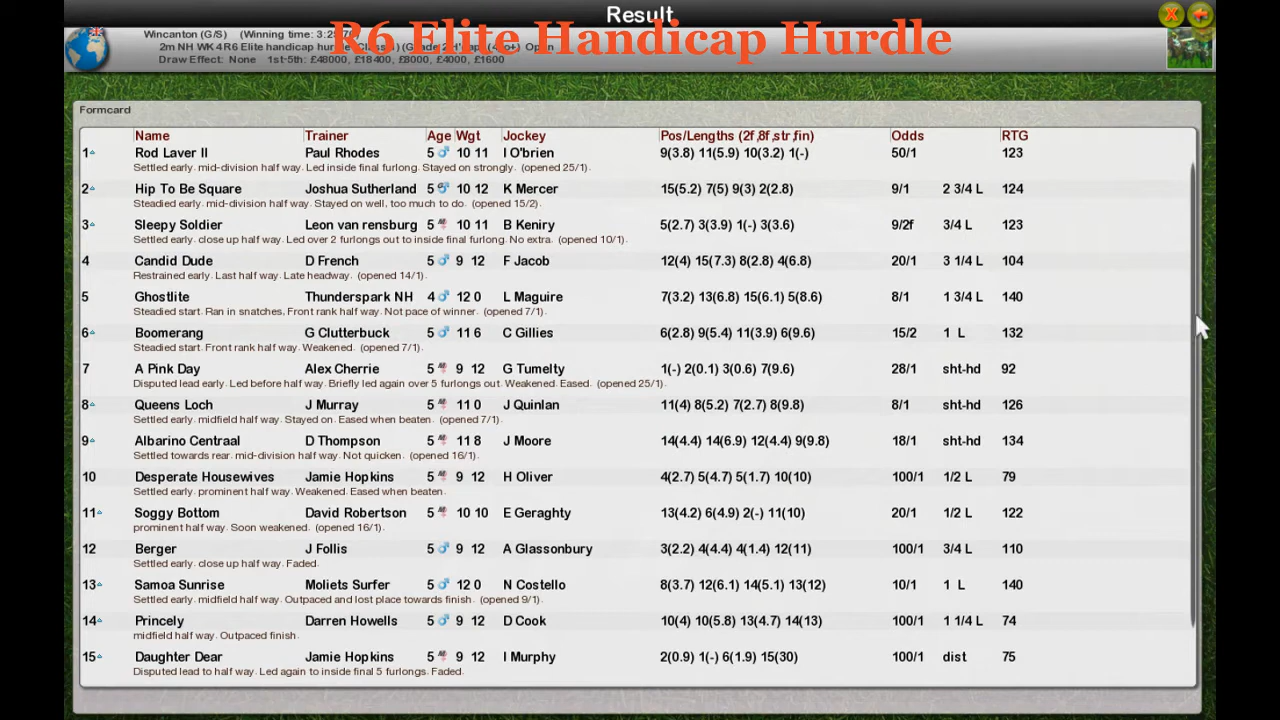 Result
R6 Elite Handicap Hurdle
Wincanton (G/S) (Winning time: 3:2
2m NH WK 4 R6 Elite handicap hur Open
Draw Effect: None 1st-5th: £48000, £18400, £8000, £4000, £1600
Formcard
Name Trainer Age Wgt Jockey Pos/Lengths (2f,8f,str,fin) Odds RTG
1 Rod Laver II Paul Rhodes 5 10 11 I O'brien 9(3.8) 11(5.9) 10(3.2) 1(-) 50/1 123
Settled early. mid-division half way. Led inside final furlong. Stayed on strongly. (opened 25/1).
2 Hip To Be Square Joshua Sutherland 5 10 12 K Mercer 15(5.2) 7(5) 9(3) 2(2.8) 9/1 2 3/4 L 124
Steadied early. mid-division half way. Stayed on well, too much to do. (opened 15/2).
3 Sleepy Soldier Leon van rensburg 5 10 11 B Keniry 5(2.7) 3(3.9) 1(-) 3(3.6) 9/2f 3/4 L 123
Settled early. close up half way. Led over 2 furlongs out to inside final furlong. No extra. (opened 10/1).
4 Candid Dude D French 5 9 12 F Jacob 12(4) 15(7.3) 8(2.8) 4(6.8) 20/1 3 1/4 L 104
Restrained early. Last half way. Late headway. (opened 14/1).
5 Ghostlite Thunderspark NH 4 12 0 L Maguire 7(3.2) 13(6.8) 15(6.1) 5(8.6) 8/1 1 3/4 L 140
Steadied start. Ran in snatches, Front rank half way. Not pace of winner. (opened 7/1).
6 Boomerang G Clutterbuck 5 11 6 C Gillies 6(2.8) 9(5.4) 11(3.9) 6(9.6) 15/2 1 L 132
Steadied start. Front rank half way. Weakened. (opened 7/1).
7 A Pink Day Alex Cherrie 5 9 12 G Tumelty 1(-) 2(0.1) 3(0.6) 7(9.6) 28/1 sht-hd 92
Disputed lead early. Led before half way. Briefly led again over 5 furlongs out. Weakened. Eased. (opened 25/1).
8 Queens Loch J Murray 5 11 0 J Quinlan 11(4) 8(5.2) 7(2.7) 8(9.8) 8/1 sht-hd 126
Settled early. midfield half way. Stayed on. Eased when beaten. (opened 7/1).
9 Albarino Centraal D Thompson 5 11 8 J Moore 14(4.4) 14(6.9) 12(4.4) 9(9.8) 18/1 sht-hd 134
Settled towards rear. mid-division half way. Not quicken. (opened 16/1).
10 Desperate Housewives Jamie Hopkins 5 9 12 H Oliver 4(2.7) 5(4.7) 5(1.7) 10(10) 100/1 1/2 L 79
Settled early. prominent half way. Weakened. Eased when beaten.
11 Soggy Bottom David Robertson 5 10 10 E Geraghty 13(4.2) 6(4.9) 2(-) 11(10) 20/1 1/2 L 122
prominent half way. Soon weakened. (opened 16/1).
12 Berger J Follis 5 9 12 A Glassonbury 3(2.2) 4(4.4) 4(1.4) 12(11) 100/1 3/4 L 110
Settled early. close up half way. Faded.
13 Samoa Sunrise Moliets Surfer 5 12 0 N Costello 8(3.7) 12(6.1) 14(5.1) 13(12) 10/1 1 L 140
Settled early. midfield half way. Outpaced and lost place towards finish. (opened 9/1).
14 Princely Darren Howells 5 9 12 D Cook 10(4) 10(5.8) 13(4.7) 14(13) 100/1 1 1/4 L 74
midfield half way. Outpaced finish.
15 Daughter Dear Jamie Hopkins 5 9 12 I Murphy 2(0.9) 1(-) 6(1.9) 15(30) 100/1 dist 75
Disputed lead to half way. Led again to inside final 5 furlongs. Faded.